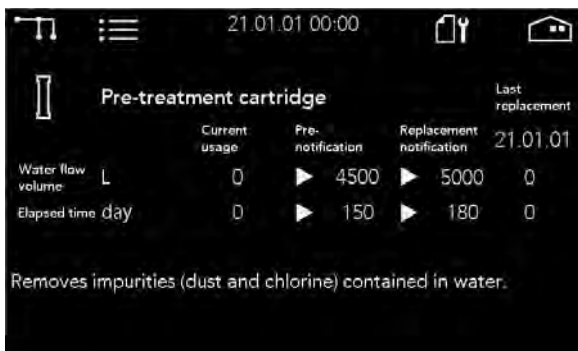 21.01.01 00:00
Pre-treatment cartridge
Last
replacement
21.01.01
Current
usage
Pre-
notification
Replacement
notification
Water flow
volume L 0 4500 5000 0
Elapsed time day 0 150 180 0
Removes impurities (dust and chlorine) contained in water.